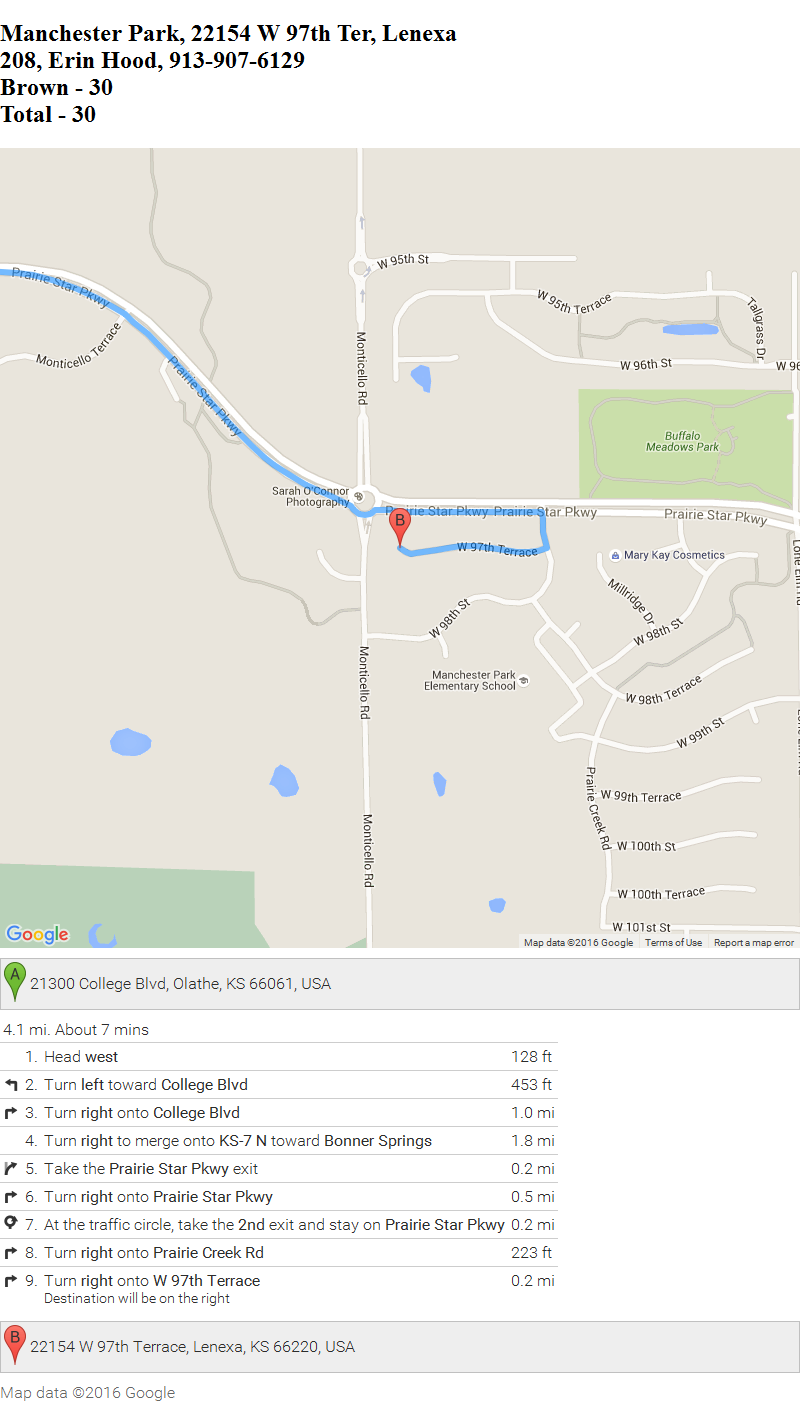 Manchester Park, 22154 W 97th Ter, Lenexa
208, Erin Hood, 913-907-6129
Brown - 30
Total - 30
W 95th St
Prairie Star Pkwy
W 95th Terrace
Tallgrass Dr
Monticello Terrace
Monticello Rd
W 96th St
W 96
Prairie Star Pkwy
Buffalo
Meadows Park
Sarah O'Connor
Photography
Prairie Star Pkwy
Prairie Star Pkwy
Prairie Star Pkwy
B
W 97th Terrace
Mary Kay Cosmetics
Lone Elm Rd
Millridge Dr
W 98th St
W 98th St
Monticello Rd
Manchester Park
Elementary School
W 98th Terrace
W 99th St
Prairie Creek Rd
W 99th Terrace
Monticello Rd
W 100th St
W 100th Terrace
W 101st St
Google
Map data ©2016 Google
Terms of Use
Report a map error
A
21300 College Blvd, Olathe, KS 66061, USA
4.1 mi. About 7 mins
1. Head west 128 ft
2. Turn left toward College Blvd 453 ft
3. Turn right onto College Blvd 1.0 mi
4. Turn right to merge onto KS-7 N toward Bonner Springs 1.8 mi
5. Take the Prairie Star Pkwy exit 0.2 mi
6. Turn right onto Prairie Star Pkwy 0.5 mi
7. At the traffic circle, take the 2nd exit and stay on Prairie Star Pkwy 0.2 mi
8. Turn right onto Prairie Creek Rd 223 ft
9. Turn right onto W 97th Terrace 0.2 mi
Destination will be on the right
B
22154 W 97th Terrace, Lenexa, KS 66220, USA
Map data ©2016 Google